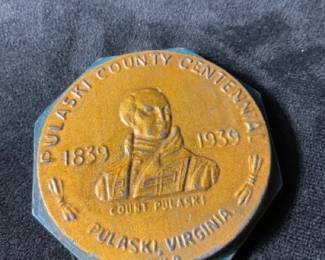 PULASKI COUNTY CENTENNIAL
1839 1939
COUNT PULASKI
PULASKI, VIRGINIA